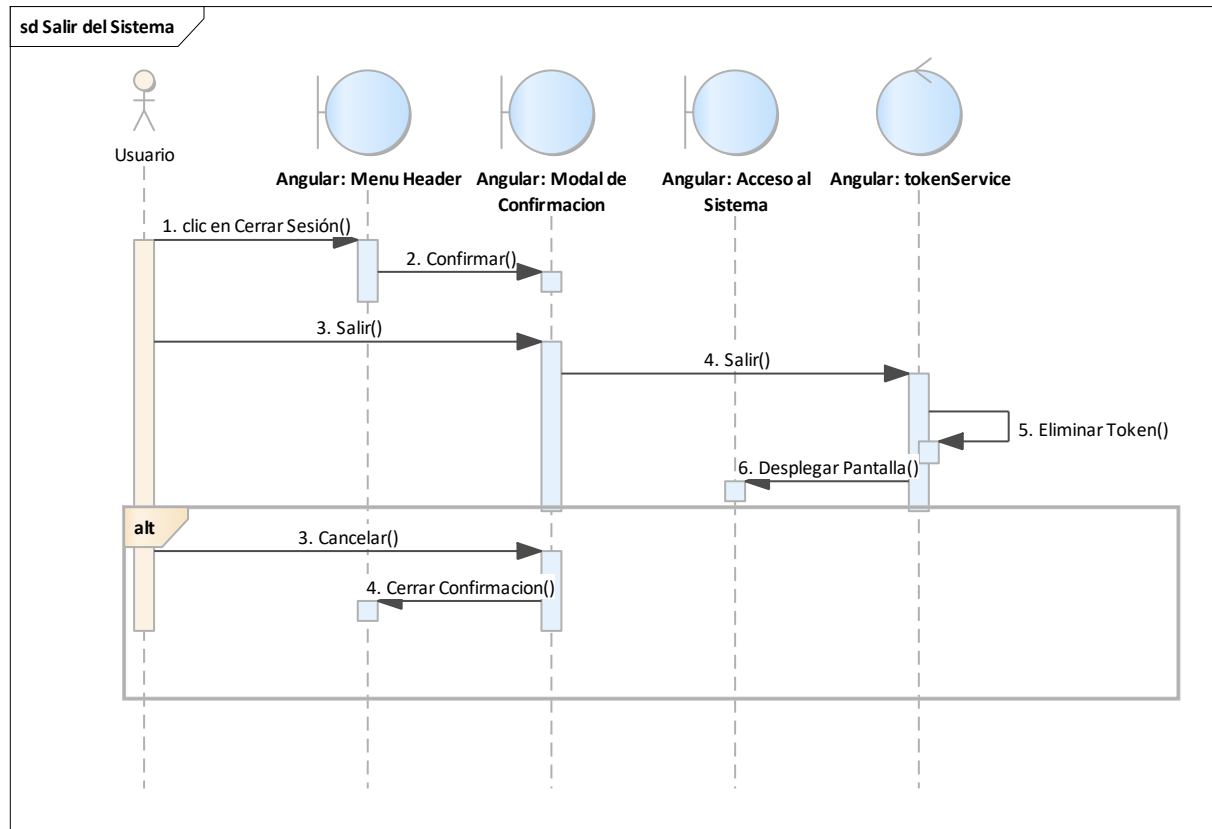 sd Salir del Sistema
Usuario
Angular: Menu Header
Angular: Modal de
Confirmacion
Angular: Acceso al
Sistema
Angular: tokenService
1. clic en Cerrar Sesión()
2. Confirmar()
3. Salir()
4. Salir()
5. Eliminar Token()
6. Desplegar Pantalla()
alt
3. Cancelar()
4. Cerrar Confirmacion()